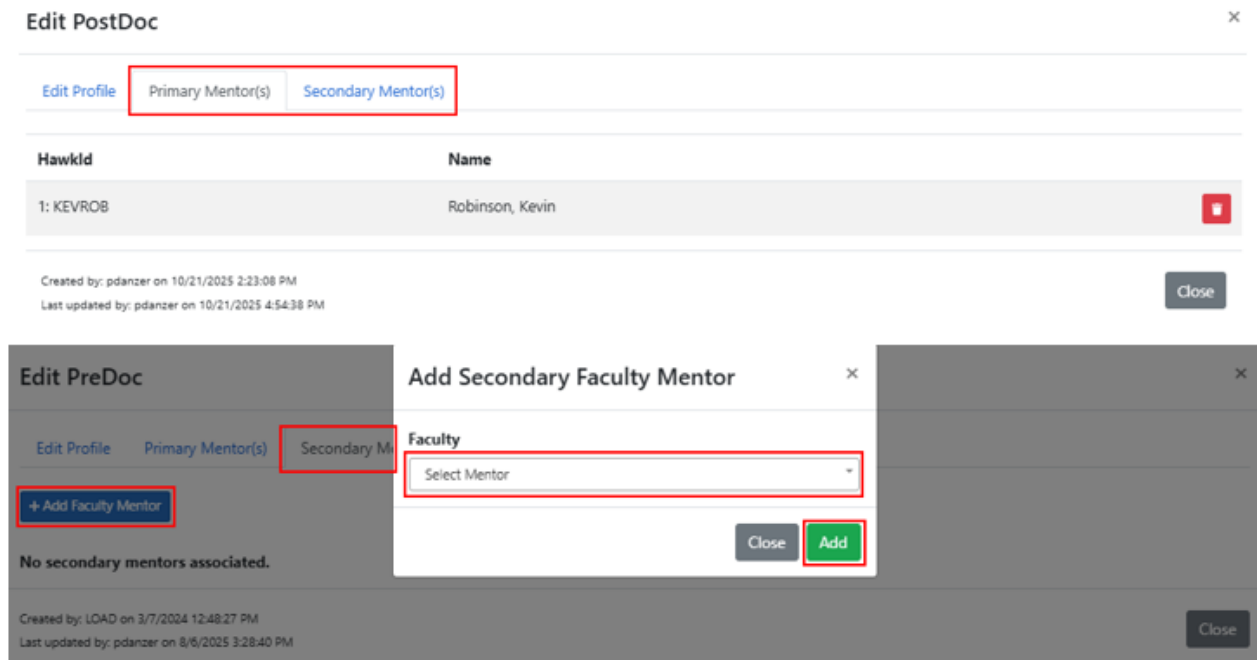 Edit PostDoc ×
Edit Profile Primary Mentor(s) Secondary Mentor(s)
HawkId Name
1: KEVROB Robinson, Kevin
Created by: pdanzer on 10/21/2025 2:23:08 PM
Last updated by: pdanzer on 10/21/2025 4:54:38 PM
Close
Edit PreDoc ×
Edit Profile Primary Mentor(s) Secondary M
+ Add Faculty Mentor
No secondary mentors associated.
Created by: LOAD on 3/7/2024 12:48:27 PM
Last updated by: pdanzer on 8/6/2025 3:28:40 PM
Close
Add Secondary Faculty Mentor ×
Faculty
Select Mentor
Close Add